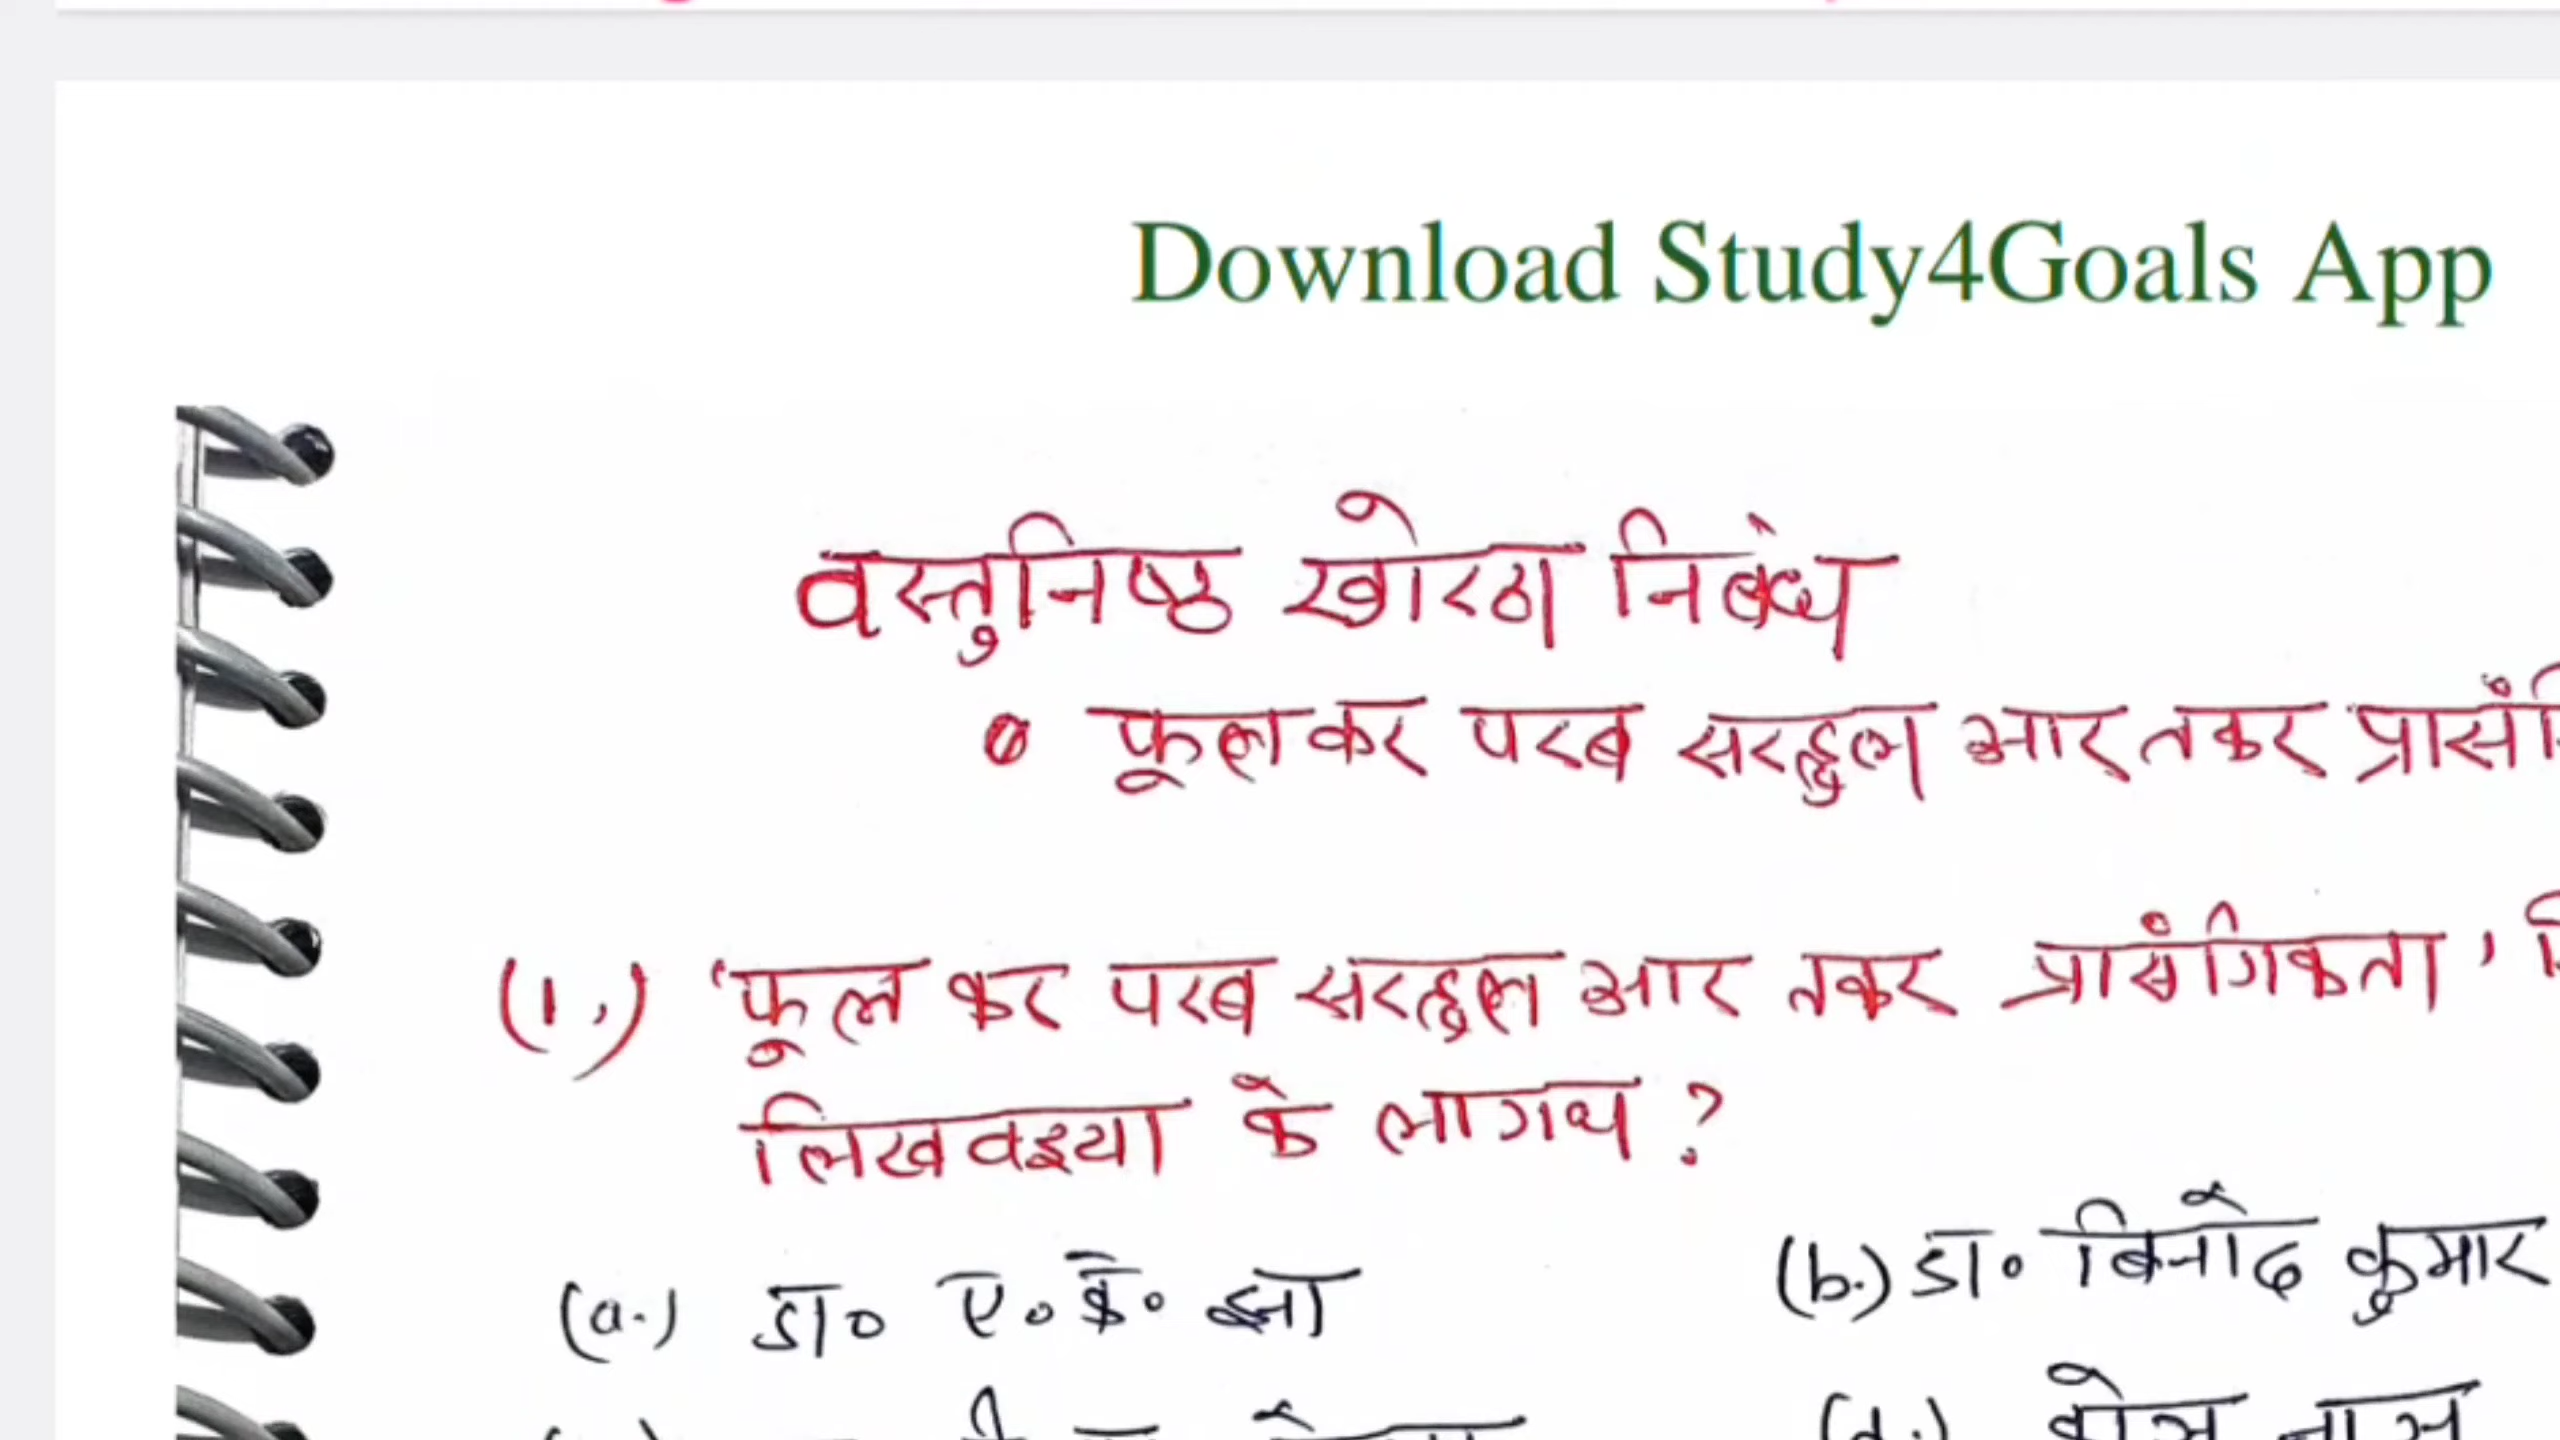 Download Study4Goals App
वस्तुनिष्ठ खोरठा निबंध
फूल कर परब सरहुल आर तकर
(1.) 'फूल कर परब सरहुल आर तकर प्रासंगिकता'
लिखवइया के लागथ ?
(a.) डा० ए०के० झा (b.) डा० बिनोद कुमार
(d.)